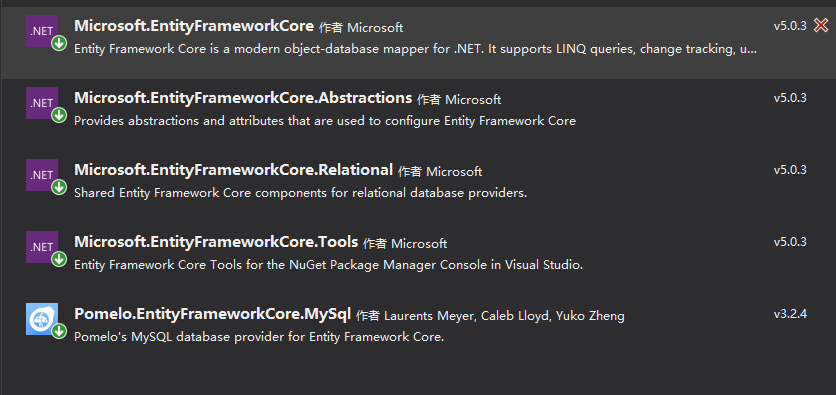 .NET Microsoft.EntityFrameworkCore 作者 Microsoft v5.0.3
Entity Framework Core is a modern object-database mapper for .NET. It supports LINQ queries, change tracking, u...
.NET Microsoft.EntityFrameworkCore.Abstractions 作者 Microsoft v5.0.3
Provides abstractions and attributes that are used to configure Entity Framework Core
.NET Microsoft.EntityFrameworkCore.Relational 作者 Microsoft v5.0.3
Shared Entity Framework Core components for relational database providers.
.NET Microsoft.EntityFrameworkCore.Tools 作者 Microsoft v5.0.3
Entity Framework Core Tools for the NuGet Package Manager Console in Visual Studio.
Pomelo.EntityFrameworkCore.MySql 作者 Laurents Meyer, Caleb Lloyd, Yuko Zheng v3.2.4
Pomelo's MySQL database provider for Entity Framework Core.